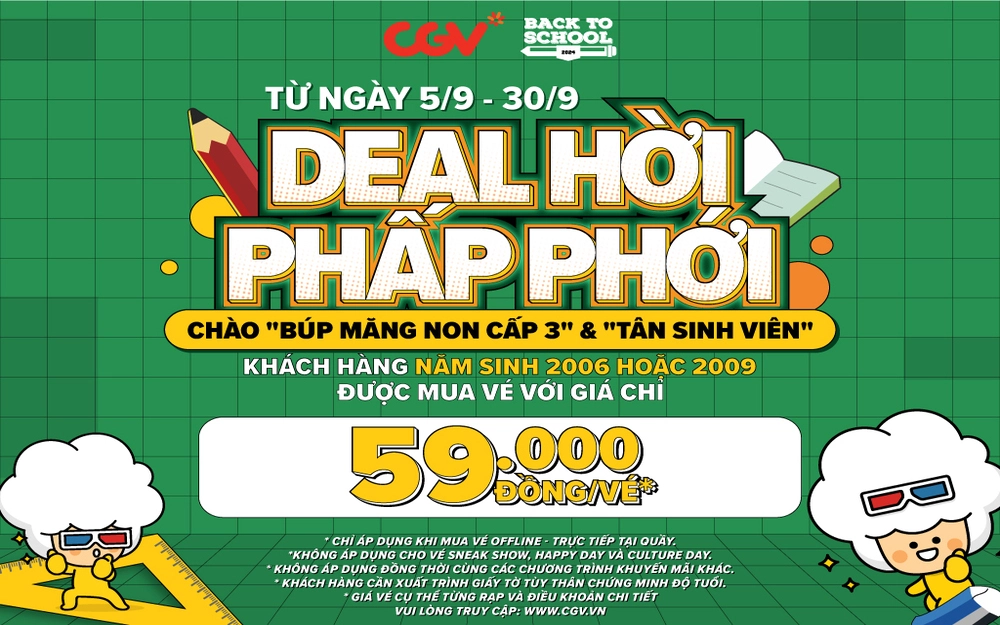 CGV
BACK TO
SCHOOL
2024
TỪ NGÀY 5/9 - 30/9
DEAL HỜI
PHẤP PHỚI
CHÀO "BÚP MĂNG NON CẤP 3" & "TÂN SINH VIÊN"
KHÁCH HÀNG NĂM SINH 2006 HOẶC 2009
ĐƯỢC MUA VÉ VỚI GIÁ CHỈ
59.000
ĐỒNG/VÉ*
* CHỈ ÁP DỤNG KHI MUA VÉ OFFLINE - TRỰC TIẾP TẠI QUẦY.
*KHÔNG ÁP DỤNG CHO VÉ SNEAK SHOW, HAPPY DAY VÀ CULTURE DAY.
* KHÔNG ÁP DỤNG ĐỒNG THỜI CÙNG CÁC CHƯƠNG TRÌNH KHUYẾN MÃI KHÁC.
* KHÁCH HÀNG CẦN XUẤT TRÌNH GIẤY TỜ TÙY THÂN CHỨNG MINH ĐỘ TUỔI.
* GIÁ VÉ CỤ THỂ TỪNG RẠP VÀ ĐIỀU KHOẢN CHI TIẾT
VUI LÒNG TRUY CẬP: WWW.CGV.VN